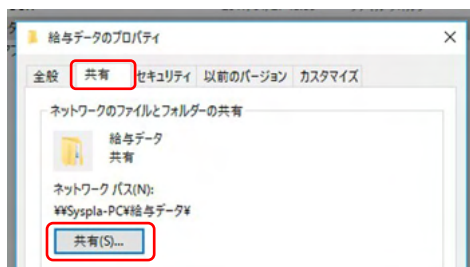 給与データのプロパティ
全般 共有 セキュリティ 以前のバージョン カスタマイズ
ネットワークのファイルとフォルダーの共有
給与データ
共有
ネットワーク パス(N):
¥¥Syspla-PC¥給与データ¥
共有(S)...